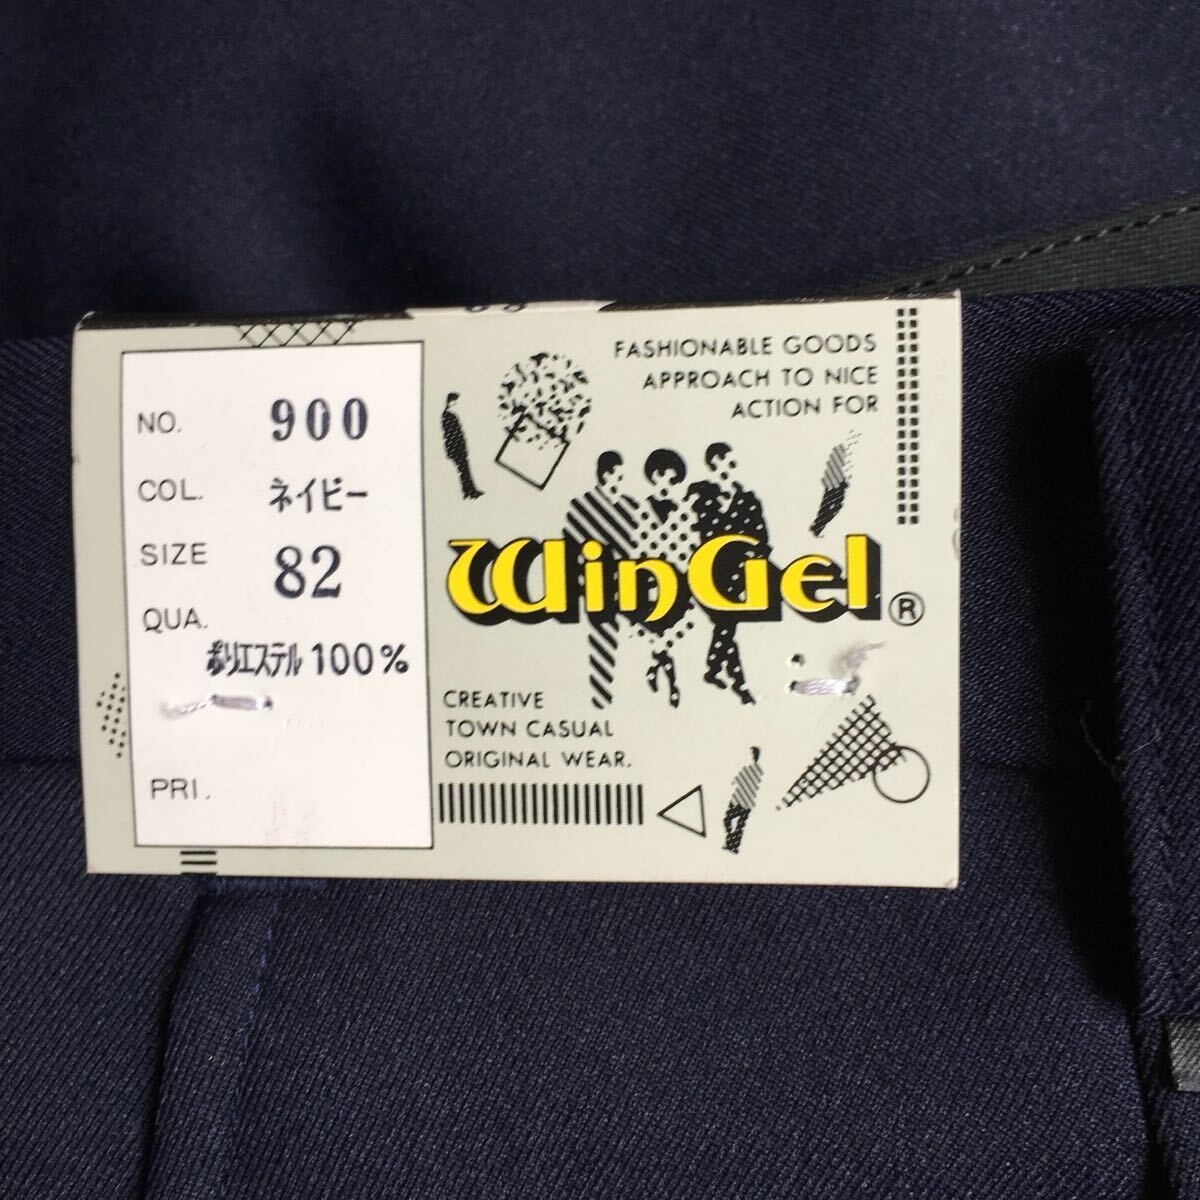 NO. 900
COL. ネイビー
SIZE 82
QUA.
ポリエステル 100%
PRI.
FASHIONABLE GOODS
APPROACH TO NICE
ACTION FOR
WinGel®
CREATIVE
TOWN CASUAL
ORIGINAL WEAR.